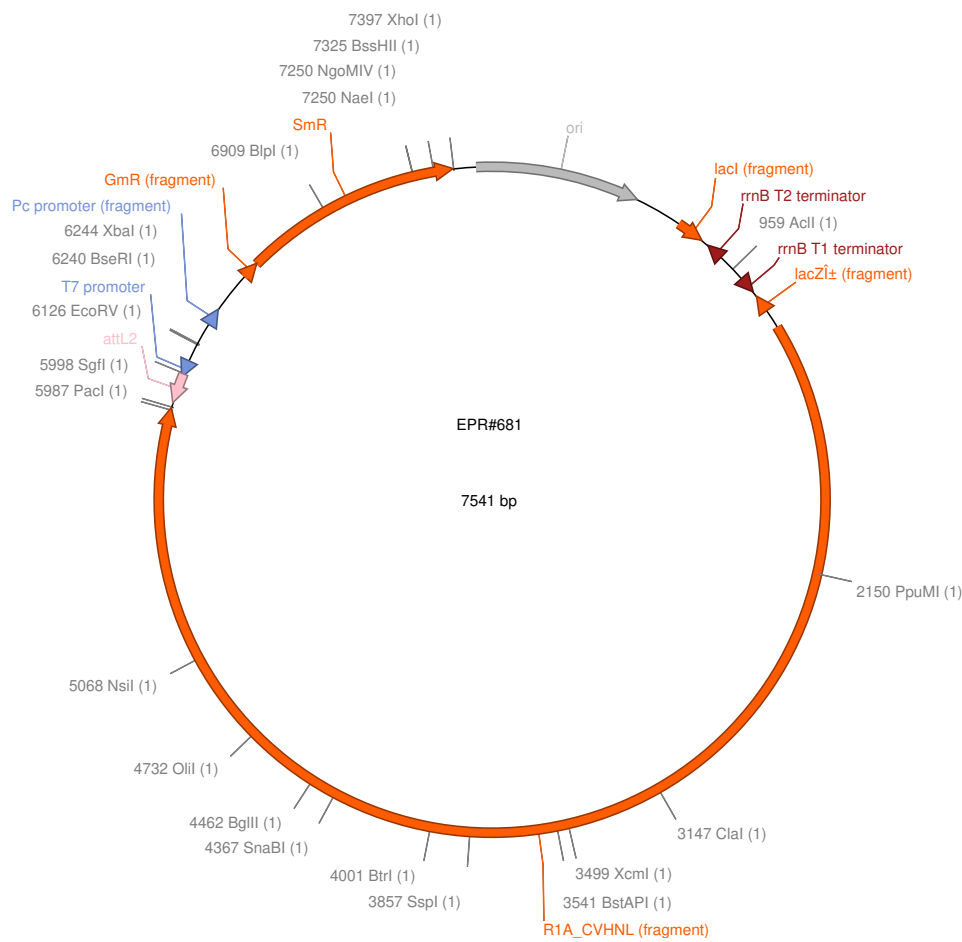 7397 XhoI (1)
7325 BssHII (1)
7250 NgoMIV (1)
7250 NaeI (1)
SmR
ori
6909 BlpI (1)
GmR (fragment)
lacI (fragment)
Pc promoter (fragment)
rrnB T2 terminator
6244 XbaI (1)
959 AclI (1)
6240 BseRI (1)
rrnB T1 terminator
T7 promoter
lacZÎ± (fragment)
6126 EcoRV (1)
attL2
5998 SgfI (1)
5987 PacI (1)
EPR#681
7541 bp
2150 PpuMI (1)
5068 NsiI (1)
4732 OliI (1)
4462 BglII (1)
3147 ClaI (1)
4367 SnaBI (1)
4001 BtrI (1)
3499 XcmI (1)
3857 SspI (1)
3541 BstAPI (1)
R1A_CVHNL (fragment)